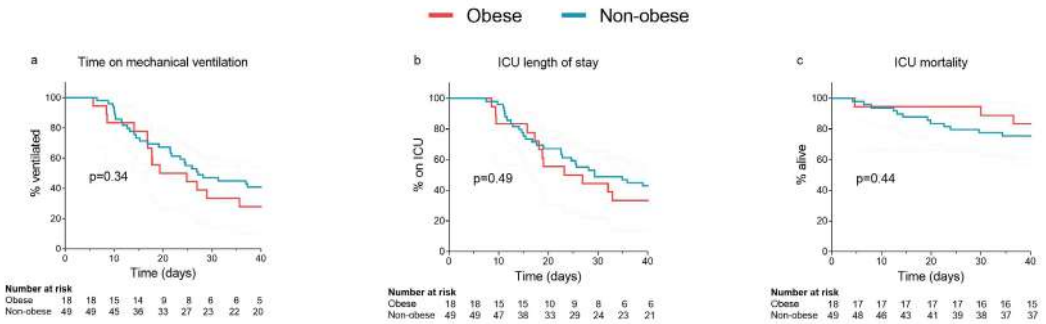 Obese Non-obese
a Time on mechanical ventilation
% ventilated
100
80
60
40
20
0
p=0.34
0 10 20 30 40
Time (days)
Number at risk
Obese 18 18 15 14 9 8 6 6 5
Non-obese 49 49 45 36 33 27 23 22 20
b ICU length of stay
% on ICU
100
80
60
40
20
0
p=0.49
0 10 20 30 40
Time (days)
Number at risk
Obese 18 18 15 15 10 9 8 6 6
Non-obese 49 49 47 38 33 29 24 23 21
c ICU mortality
% alive
100
80
60
40
20
0
p=0.44
0 10 20 30 40
Time (days)
Number at risk
Obese 18 17 17 17 17 17 16 16 15
Non-obese 49 48 46 43 41 39 38 37 37